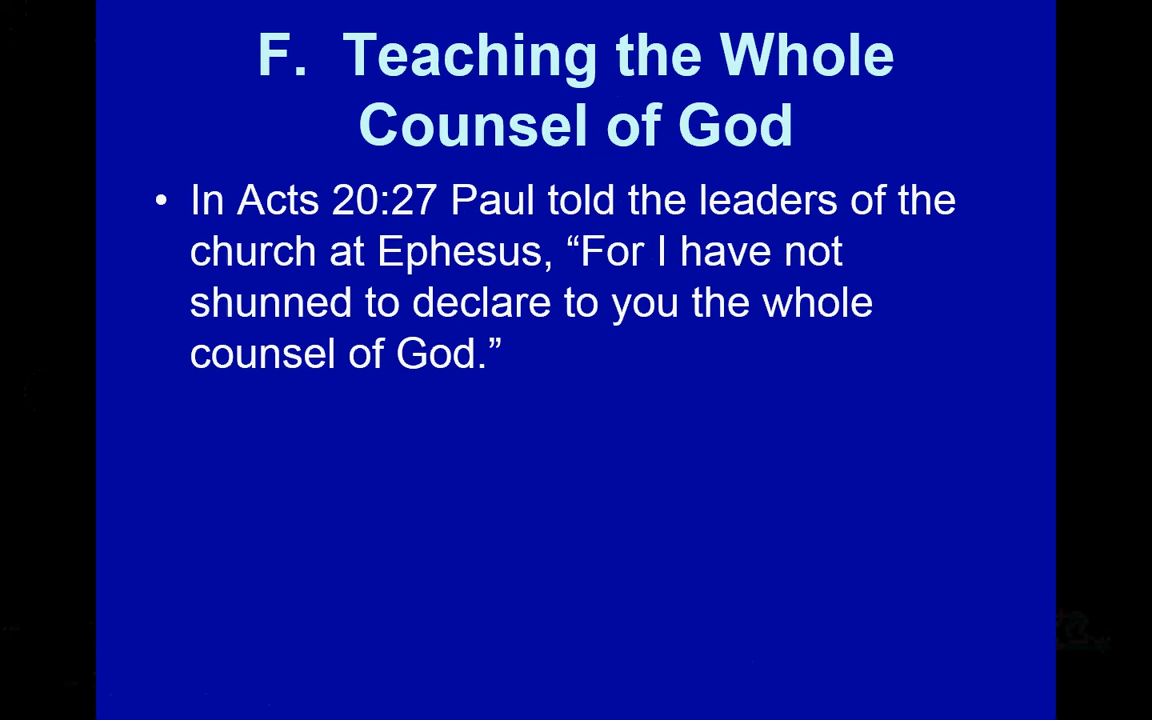 F. Teaching the Whole
Counsel of God
• In Acts 20:27 Paul told the leaders of the
church at Ephesus, “For I have not
shunned to declare to you the whole
counsel of God.”